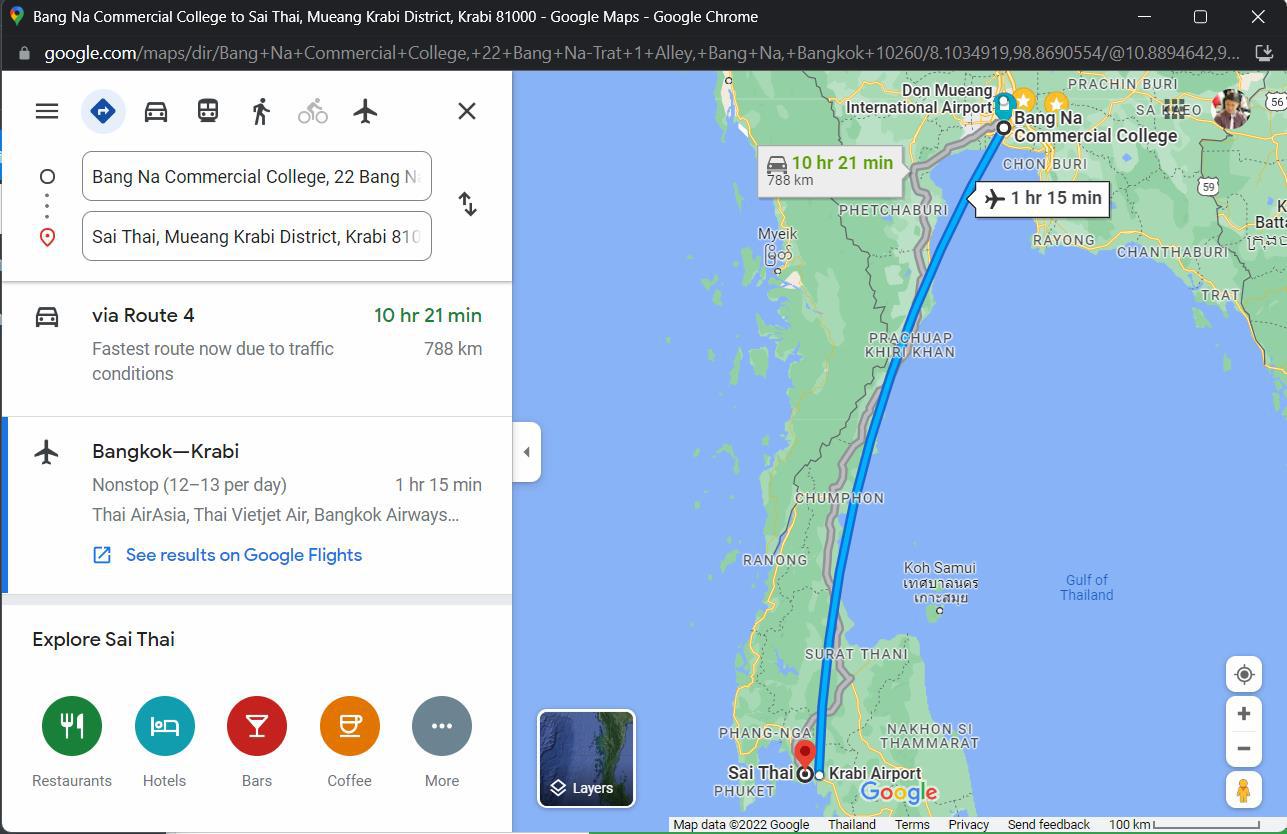 Bang Na Commercial College to Sai Thai, Mueang Krabi District, Krabi 81000 - Google Maps - Google Chrome
google.com/maps/dir/Bang+Na+Commercial+College,+22+Bang+Na-Trat+1+Alley,+Bang+Na,+Bangkok+10260/8.1034919,98.8690554/@10.8894642,9...
Bang Na Commercial College, 22 Bang N
Sai Thai, Mueang Krabi District, Krabi 810
via Route 4
10 hr 21 min
Fastest route now due to traffic
788 km
conditions
Bangkok—Krabi
Nonstop (12–13 per day)
1 hr 15 min
Thai AirAsia, Thai Vietjet Air, Bangkok Airways...
See results on Google Flights
Explore Sai Thai
Restaurants
Hotels
Bars
Coffee
More
PRACHIN BURI
Don Mueang
International Airport
56
Bang Na
Commercial College
CHON BURI
10 hr 21 min
788 km
59
1 hr 15 min
PHETCHABURI
Myeik
မြိတ်
RAYONG
CHANTHABURI
TRAT
PRACHUAP
KHIRI KHAN
CHUMPHON
RANONG
Koh Samui
เทศบาลนคร
เกาะสมุย
Gulf of
Thailand
SURAT THANI
PHANG-NGA
NAKHON SI
THAMMARAT
Sai Thai
Krabi Airport
PHUKET
Google
Layers
Map data ©2022 Google
Thailand
Terms
Privacy
Send feedback
100 km